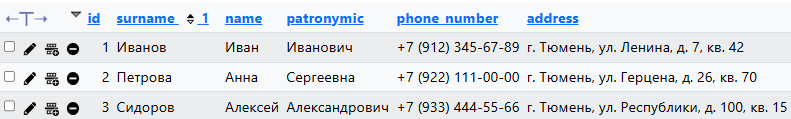 id surname 1 name patronymic phone_number address
1 Иванов Иван Иванович +7 (912) 345-67-89 г. Тюмень, ул. Ленина, д. 7, кв. 42
2 Петрова Анна Сергеевна +7 (922) 111-00-00 г. Тюмень, ул. Герцена, д. 26, кв. 70
3 Сидоров Алексей Александрович +7 (933) 444-55-66 г. Тюмень, ул. Республики, д. 100, кв. 15